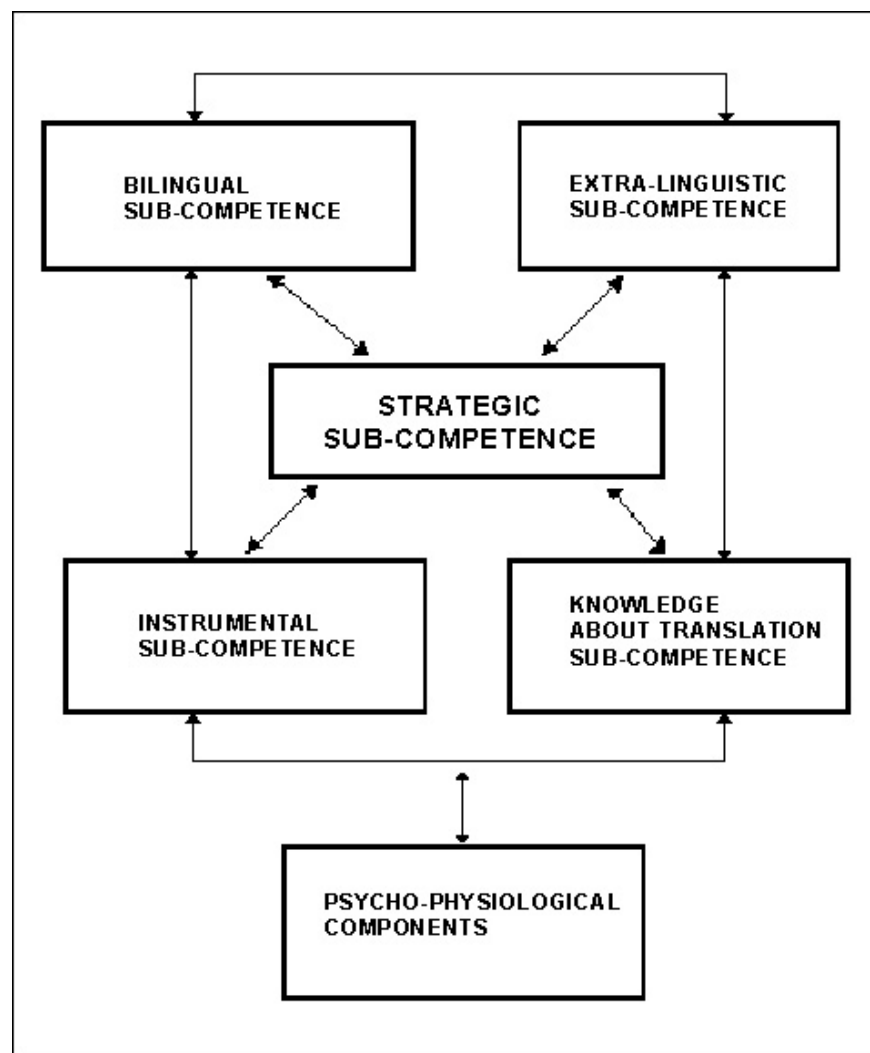 BILINGUAL
SUB-COMPETENCE
EXTRA-LINGUISTIC
SUB-COMPETENCE
STRATEGIC
SUB-COMPETENCE
INSTRUMENTAL
SUB-COMPETENCE
KNOWLEDGE
ABOUT TRANSLATION
SUB-COMPETENCE
PSYCHO-PHYSIOLOGICAL
COMPONENTS